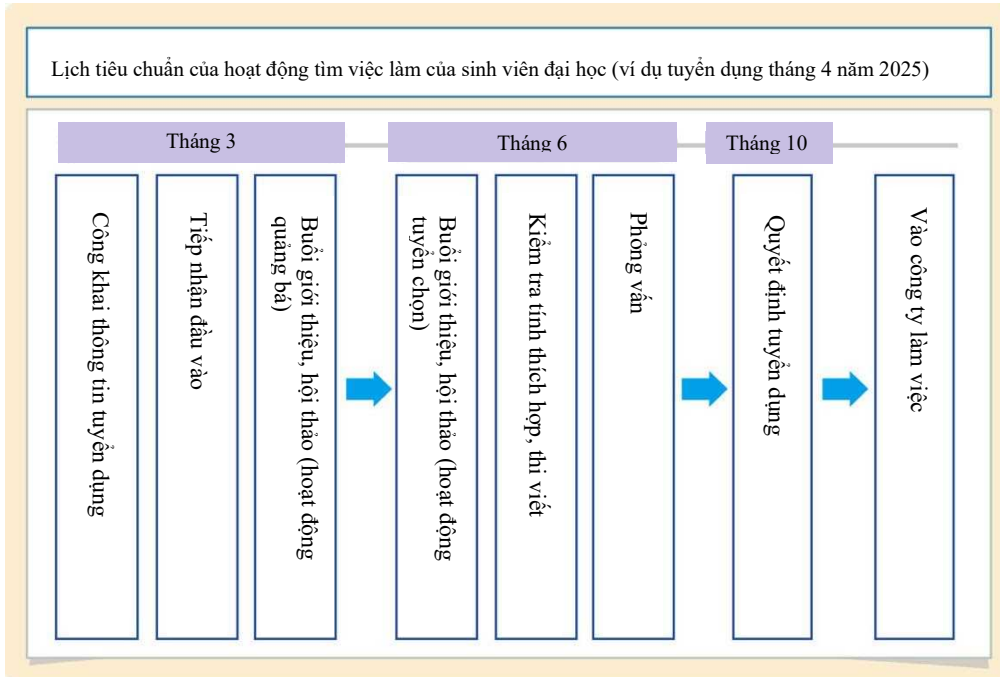 Lịch tiêu chuẩn của hoạt động tìm việc làm của sinh viên đại học (ví dụ tuyển dụng tháng 4 năm 2025)
Tháng 3
Công khai thông tin tuyển dụng
Tiếp nhận đầu vào
Buổi giới thiệu, hội thảo (hoạt động
quảng bá)
Tháng 6
Buổi giới thiệu, hội thảo (hoạt động
tuyển chọn)
Kiểm tra tính thích hợp, thi viết
Phỏng vấn
Tháng 10
Quyết định tuyển dụng
Vào công ty làm việc